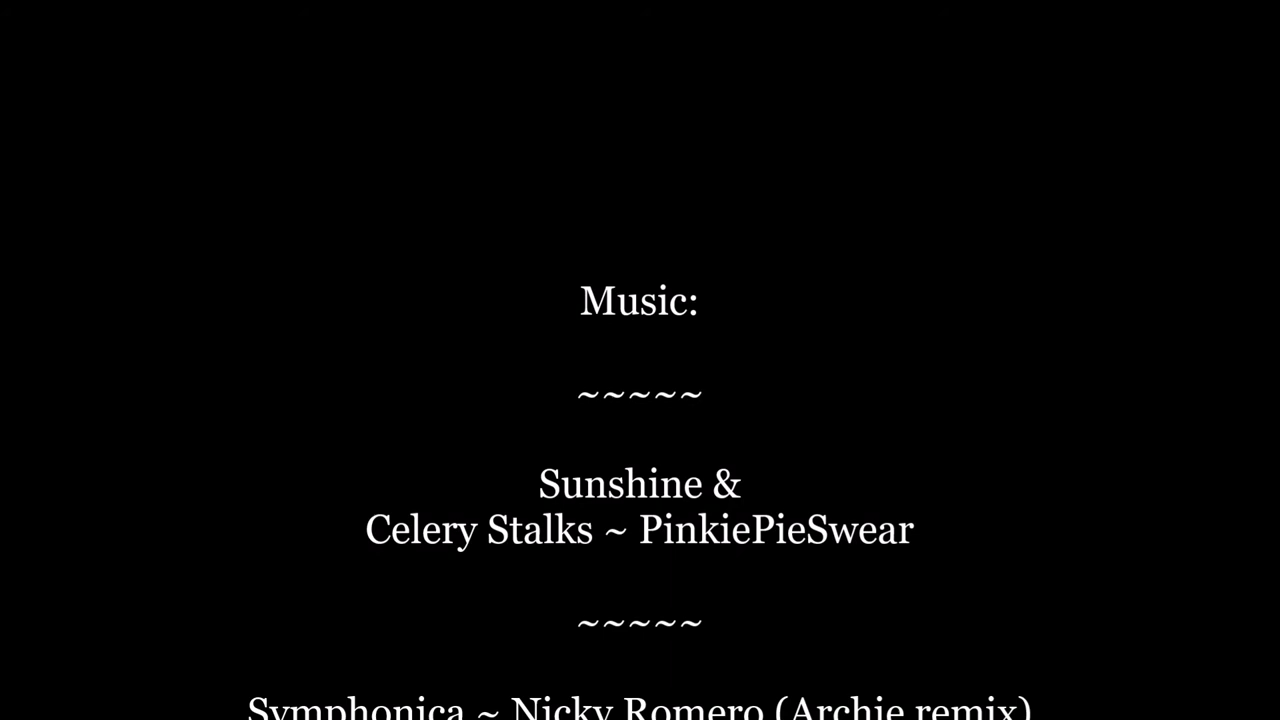 Music:
~~~~~
Sunshine &
Celery Stalks ~ PinkiePieSwear
~~~~~
Symphonica ~ Nicky Romero (Archie remix)